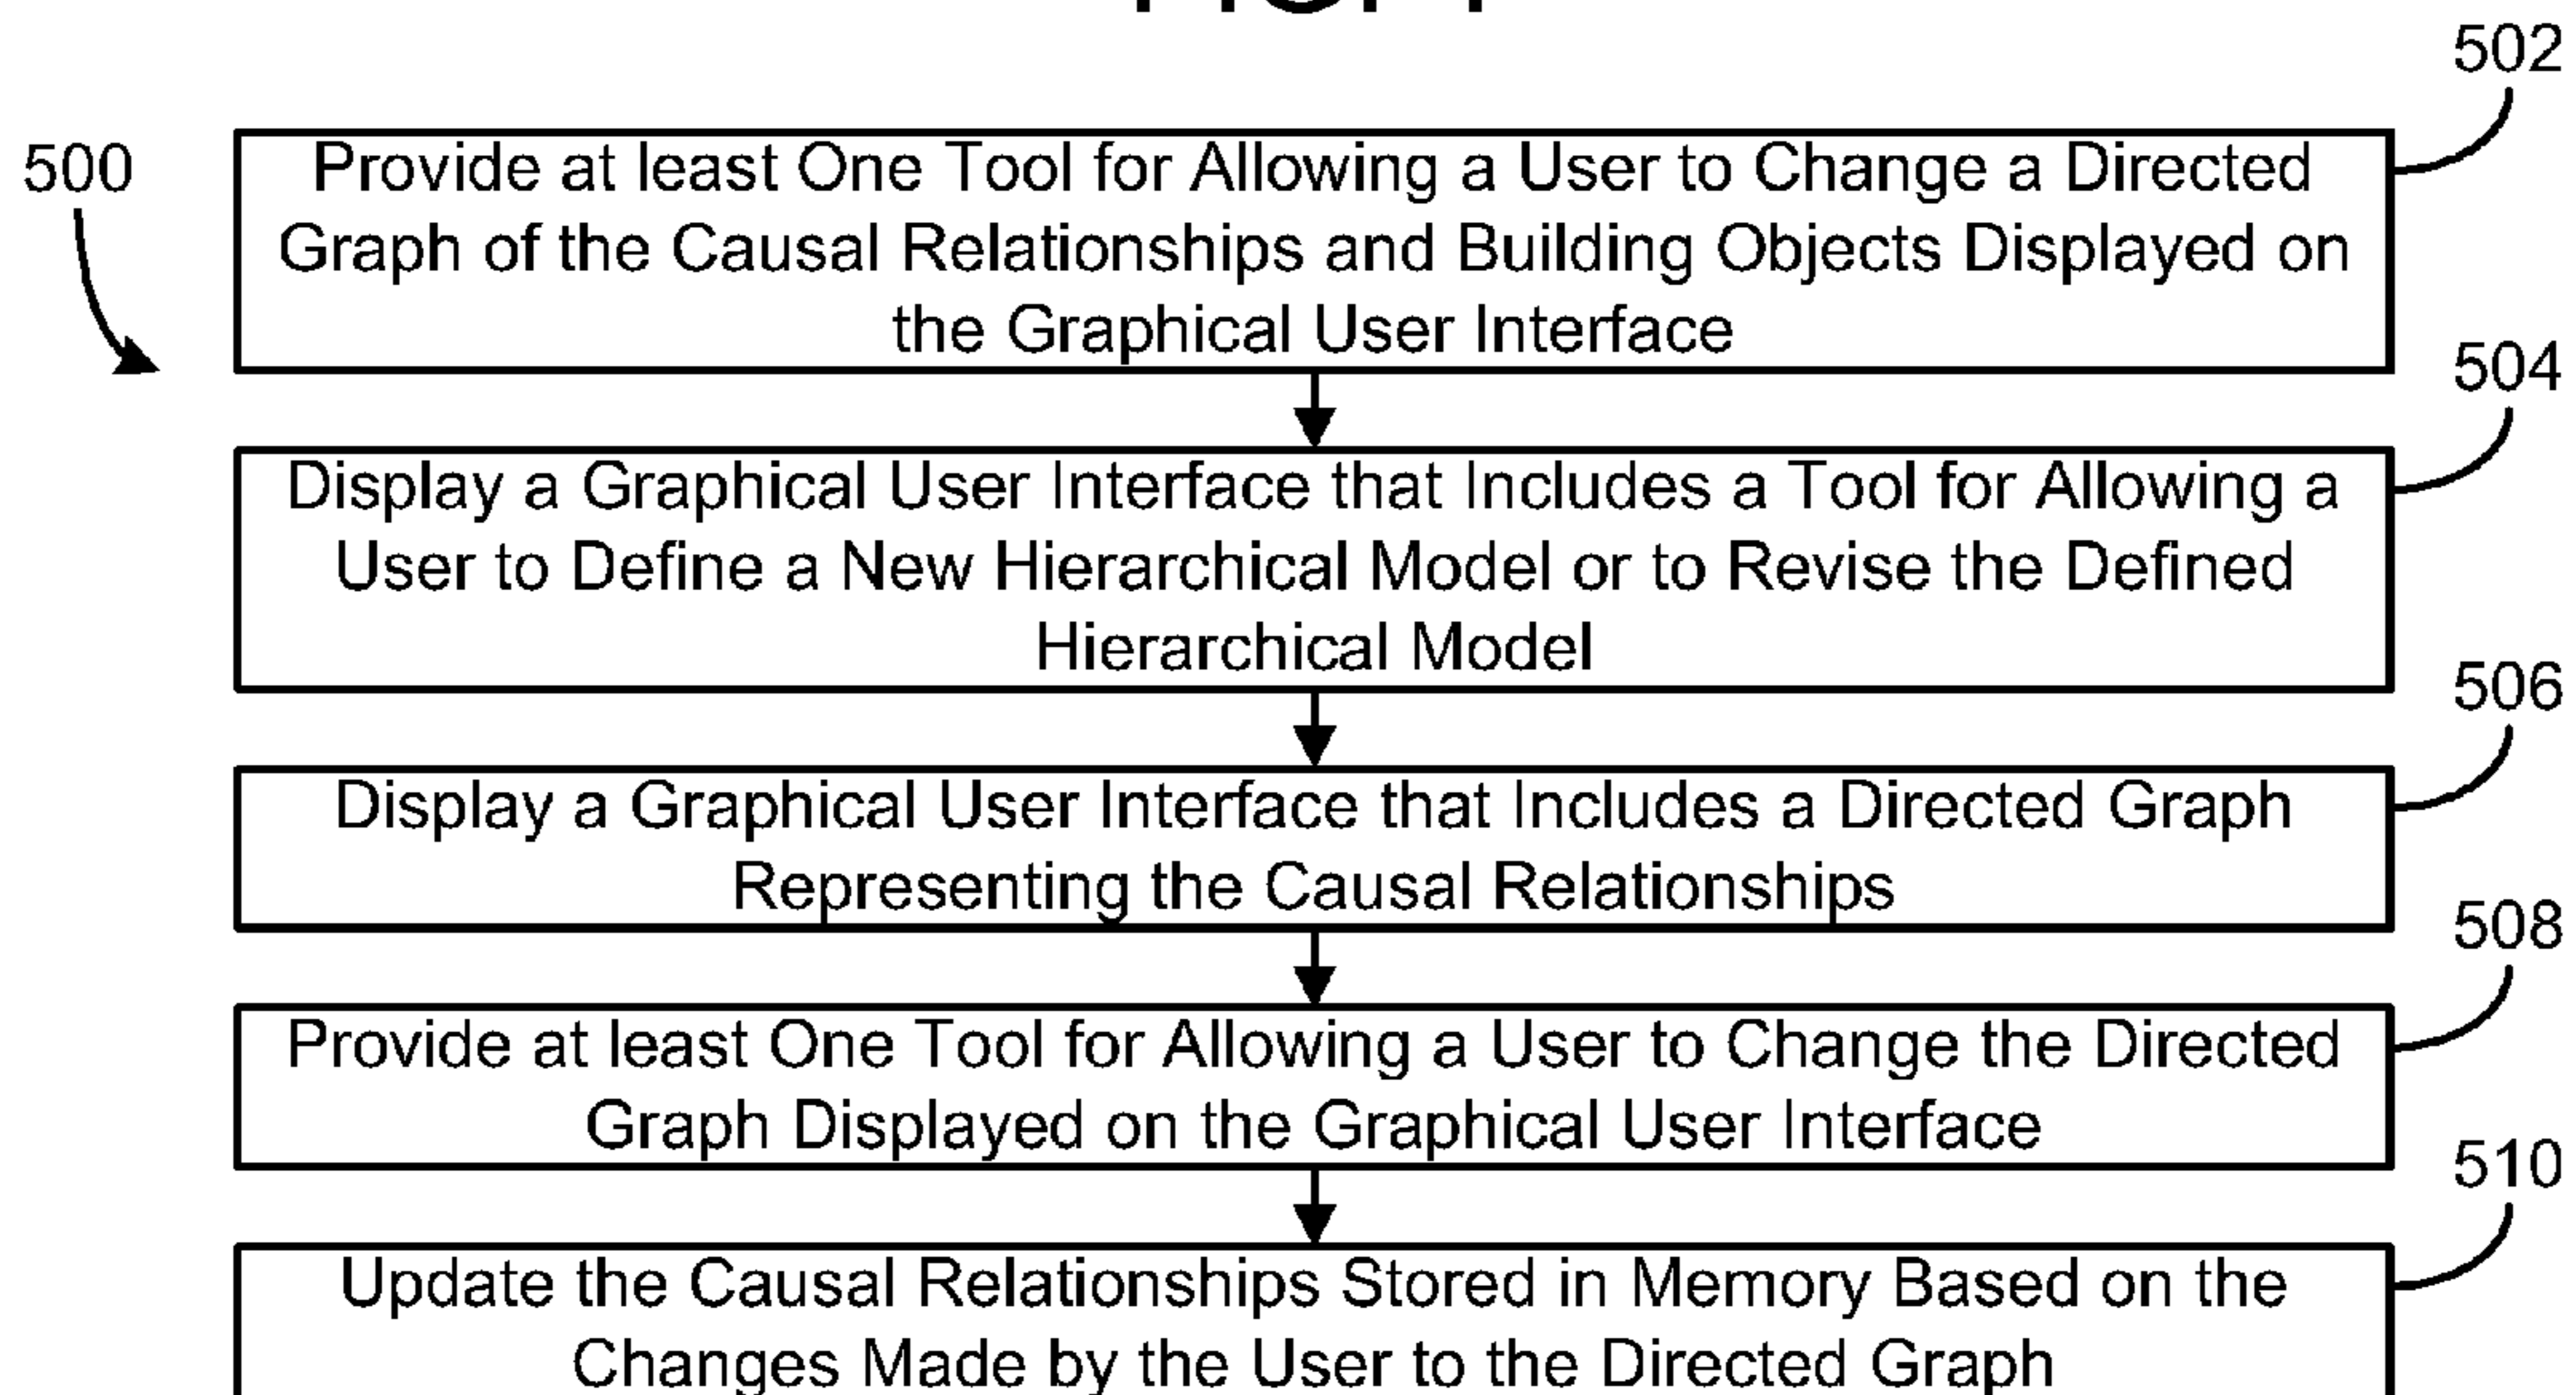 502
500
Provide at least One Tool for Allowing a User to Change a Directed
Graph of the Causal Relationships and Building Objects Displayed on
the Graphical User Interface
504
Display a Graphical User Interface that Includes a Tool for Allowing a
User to Define a New Hierarchical Model or to Revise the Defined
Hierarchical Model
506
Display a Graphical User Interface that Includes a Directed Graph
Representing the Causal Relationships
508
Provide at least One Tool for Allowing a User to Change the Directed
Graph Displayed on the Graphical User Interface
510
Update the Causal Relationships Stored in Memory Based on the
Changes Made by the User to the Directed Graph